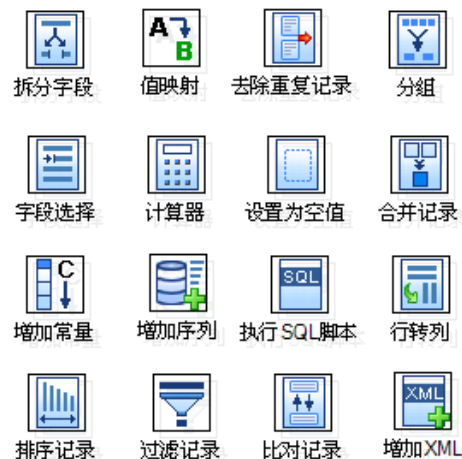 拆分字段
A
B
值映射
去除重复记录
分组
字段选择
计算器
设置为空值
合并记录
C
增加常量
增加序列
SQL
执行SQL脚本
行转列
排序记录
过滤记录
比对记录
XML
增加XML